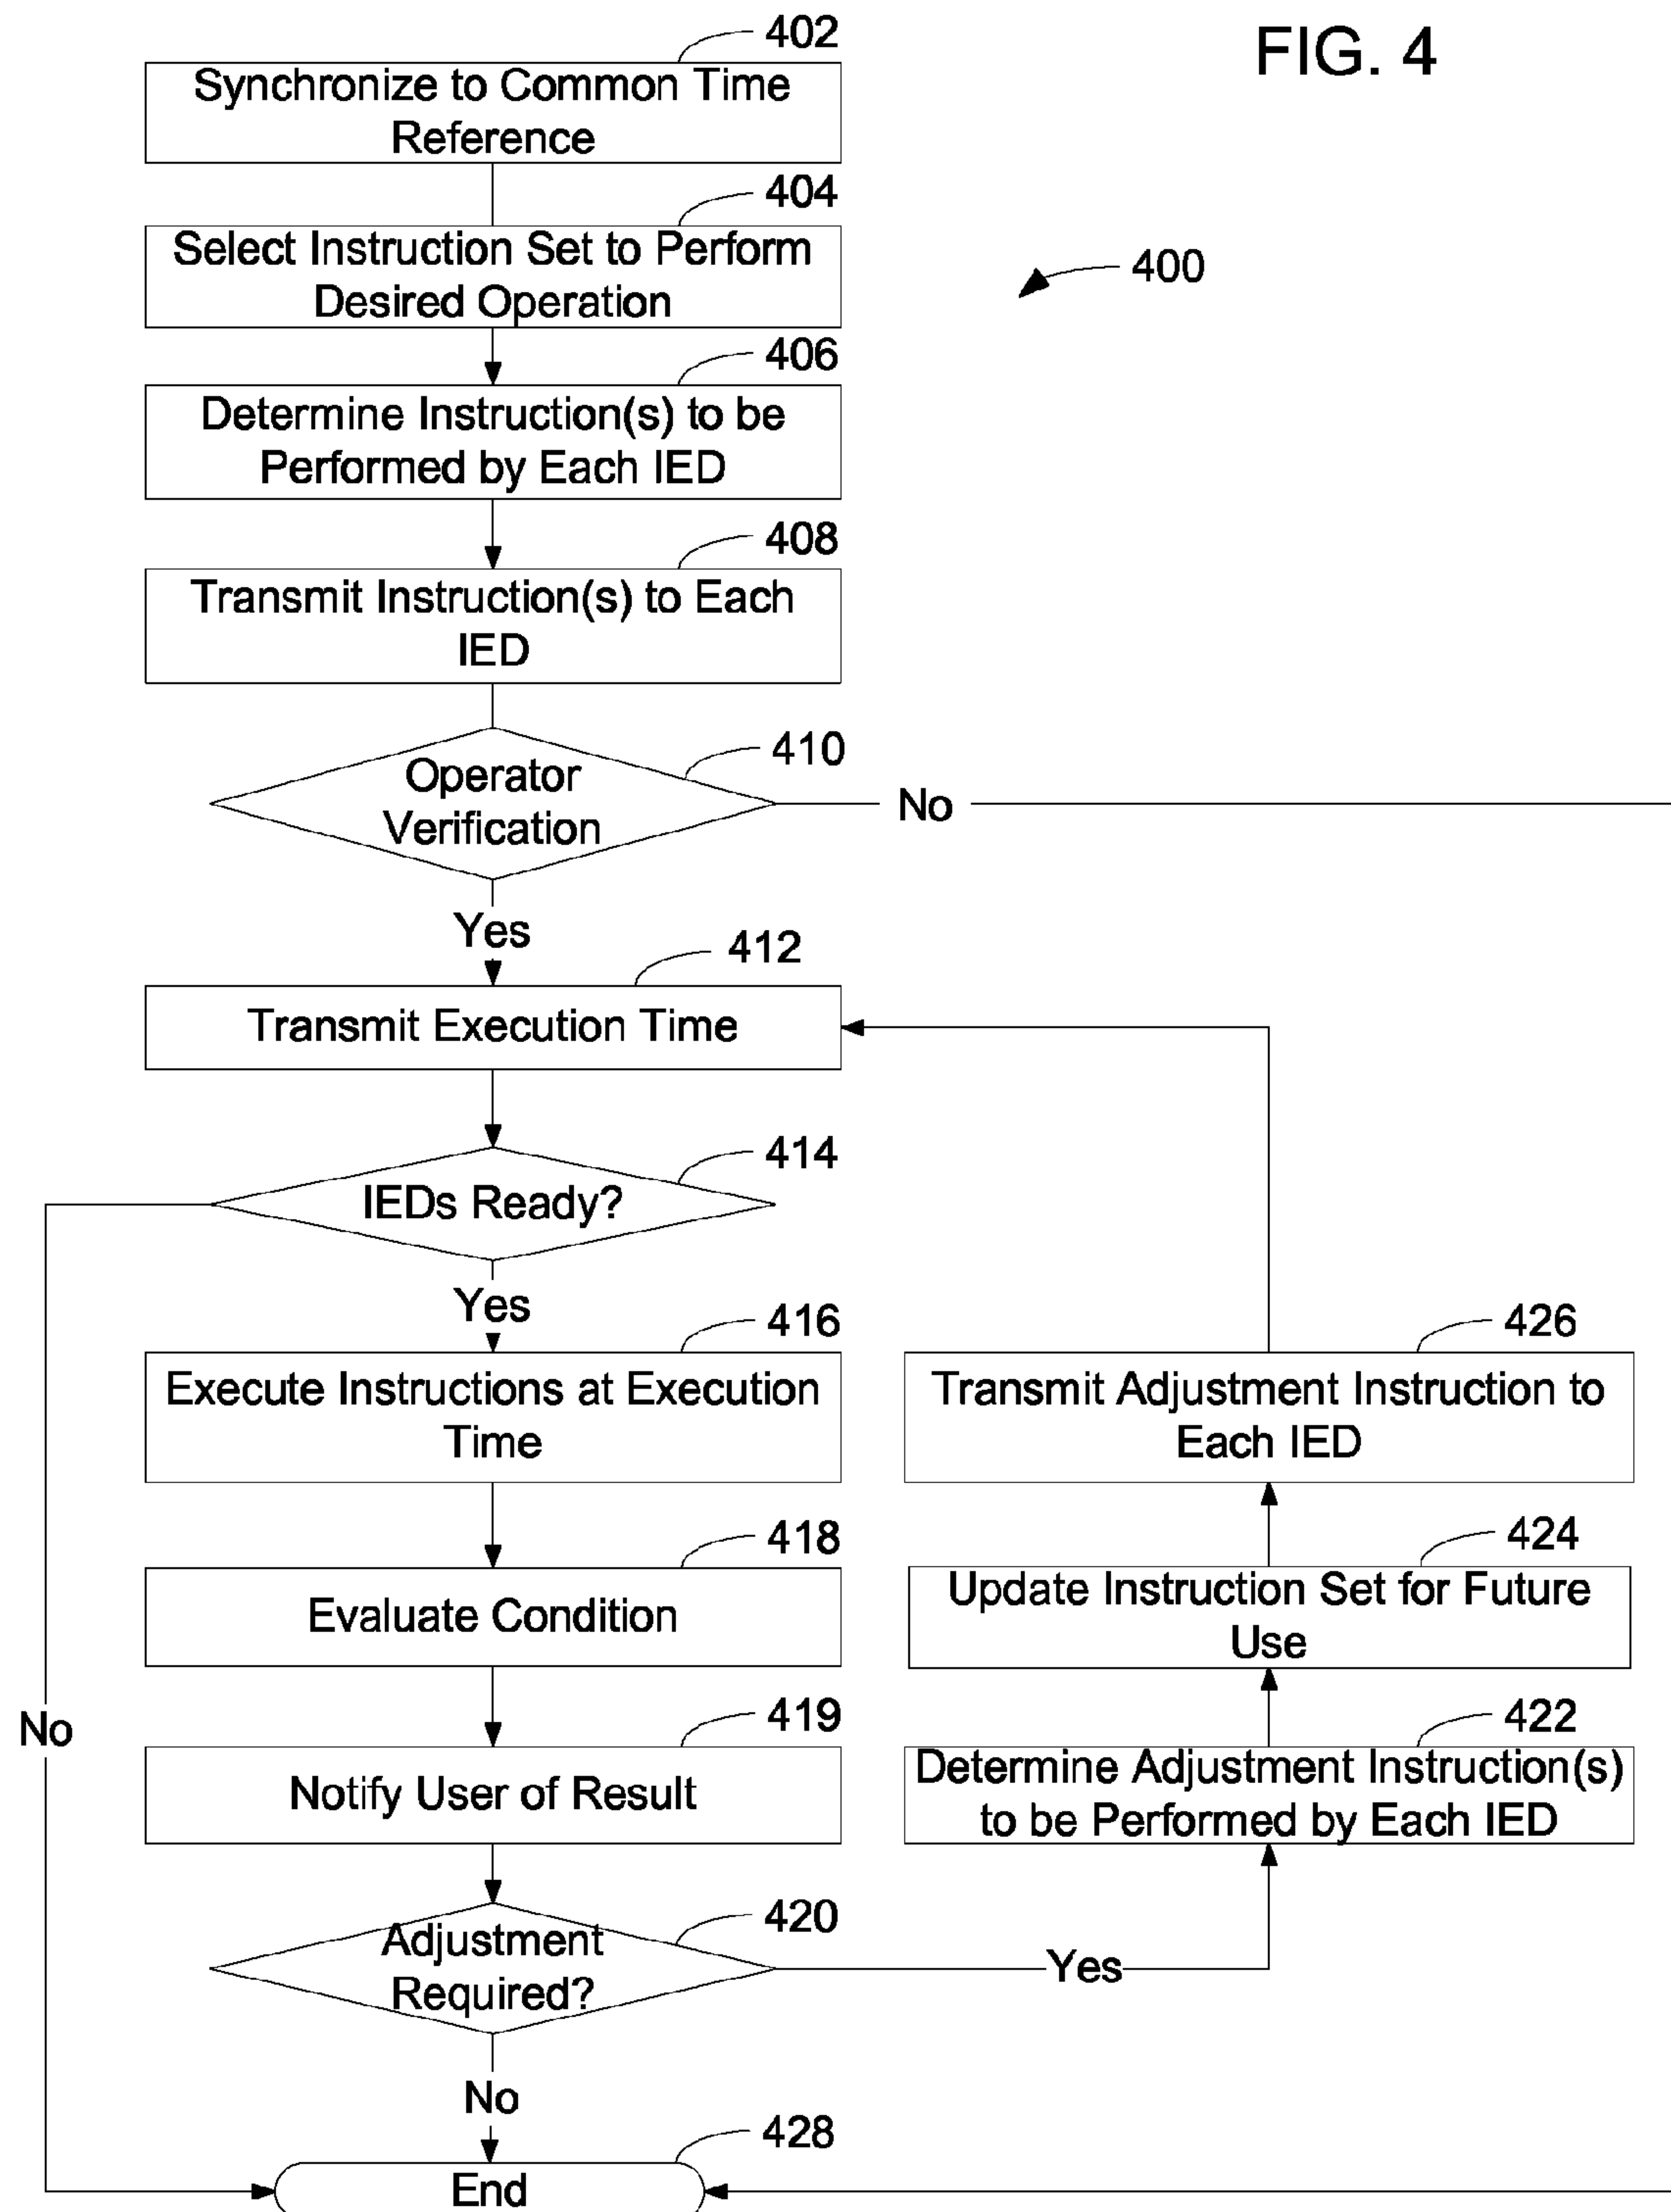 FIG. 4
400
402
Synchronize to Common Time
Reference
404
Select Instruction Set to Perform
Desired Operation
406
Determine Instruction(s) to be
Performed by Each IED
408
Transmit Instruction(s) to Each
IED
410
Operator
Verification
No
Yes
412
Transmit Execution Time
414
IEDs Ready?
No
Yes
416
Execute Instructions at Execution
Time
418
Evaluate Condition
419
Notify User of Result
420
Adjustment
Required?
Yes
422
Determine Adjustment Instruction(s)
to be Performed by Each IED
424
Update Instruction Set for Future
Use
426
Transmit Adjustment Instruction to
Each IED
No
428
End